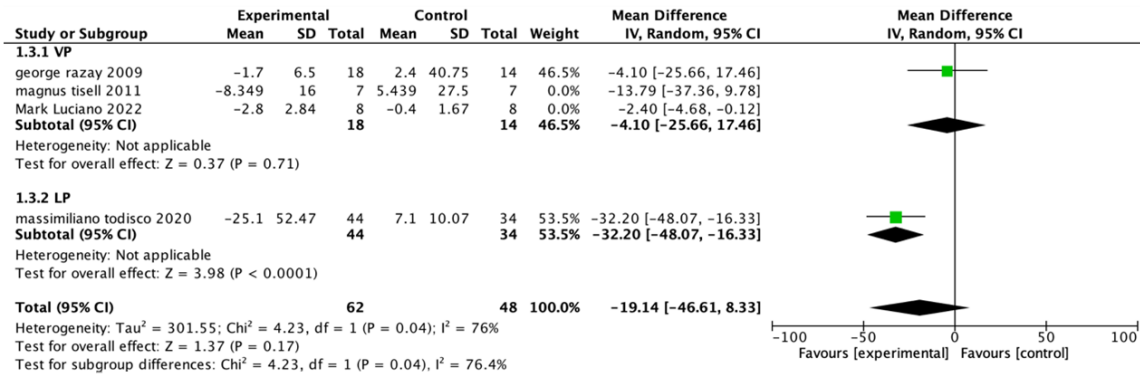 Experimental Control Mean Difference Mean Difference
Study or Subgroup Mean SD Total Mean SD Total Weight IV, Random, 95% CI IV, Random, 95% CI
1.3.1 VP
george razay 2009 −1.7 6.5 18 2.4 40.75 14 46.5% −4.10 [−25.66, 17.46]
magnus tisell 2011 −8.349 16 7 5.439 27.5 7 0.0% −13.79 [−37.36, 9.78]
Mark Luciano 2022 −2.8 2.84 8 −0.4 1.67 8 0.0% −2.40 [−4.68, −0.12]
Subtotal (95% CI) 18 14 46.5% −4.10 [−25.66, 17.46]
Heterogeneity: Not applicable
Test for overall effect: Z = 0.37 (P = 0.71)
1.3.2 LP
massimiliano todisco 2020 −25.1 52.47 44 7.1 10.07 34 53.5% −32.20 [−48.07, −16.33]
Subtotal (95% CI) 44 34 53.5% −32.20 [−48.07, −16.33]
Heterogeneity: Not applicable
Test for overall effect: Z = 3.98 (P < 0.0001)
Total (95% CI) 62 48 100.0% −19.14 [−46.61, 8.33]
Heterogeneity: Tau² = 301.55; Chi² = 4.23, df = 1 (P = 0.04); I² = 76%
Test for overall effect: Z = 1.37 (P = 0.17)
Test for subgroup differences: Chi² = 4.23, df = 1 (P = 0.04), I² = 76.4%
−100 −50 0 50 100
Favours [experimental] Favours [control]